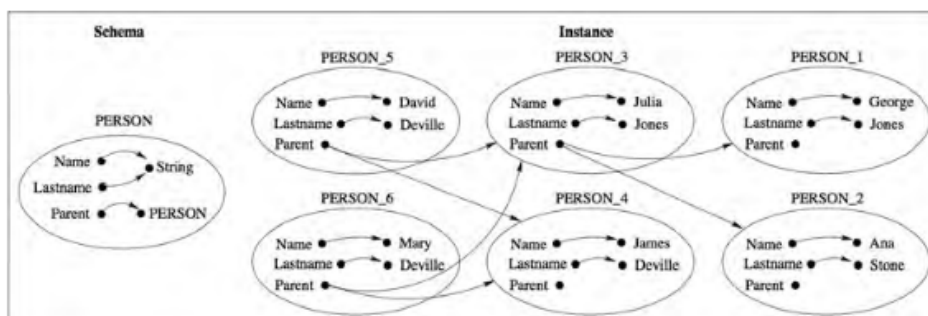 Schema
Instance
PERSON
Name
String
Lastname
Parent
PERSON
PERSON_5
Name
David
Lastname
Deville
Parent
PERSON_3
Name
Julia
Lastname
Jones
Parent
PERSON_1
Name
George
Lastname
Jones
Parent
PERSON_6
Name
Mary
Lastname
Deville
Parent
PERSON_4
Name
James
Lastname
Deville
Parent
PERSON_2
Name
Ana
Lastname
Stone
Parent